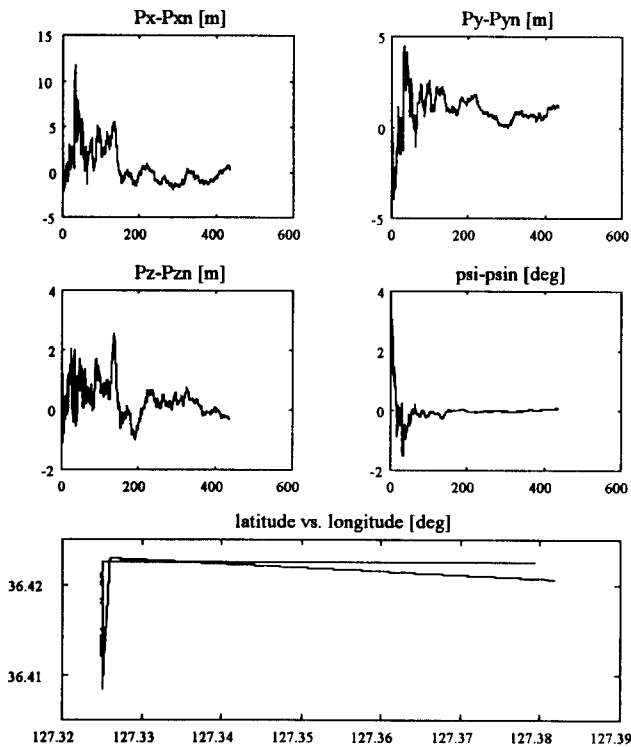 Px-Pxn [m]
Py-Pyn [m]
15
10
5
0
-5
0 200 400 600
5
0
-5
0 200 400 600
Pz-Pzn [m]
psi-psin [deg]
4
2
0
-2
0 200 400 600
4
2
0
-2
0 200 400 600
latitude vs. longitude [deg]
36.42
36.41
127.32 127.33 127.34 127.35 127.36 127.37 127.38 127.39